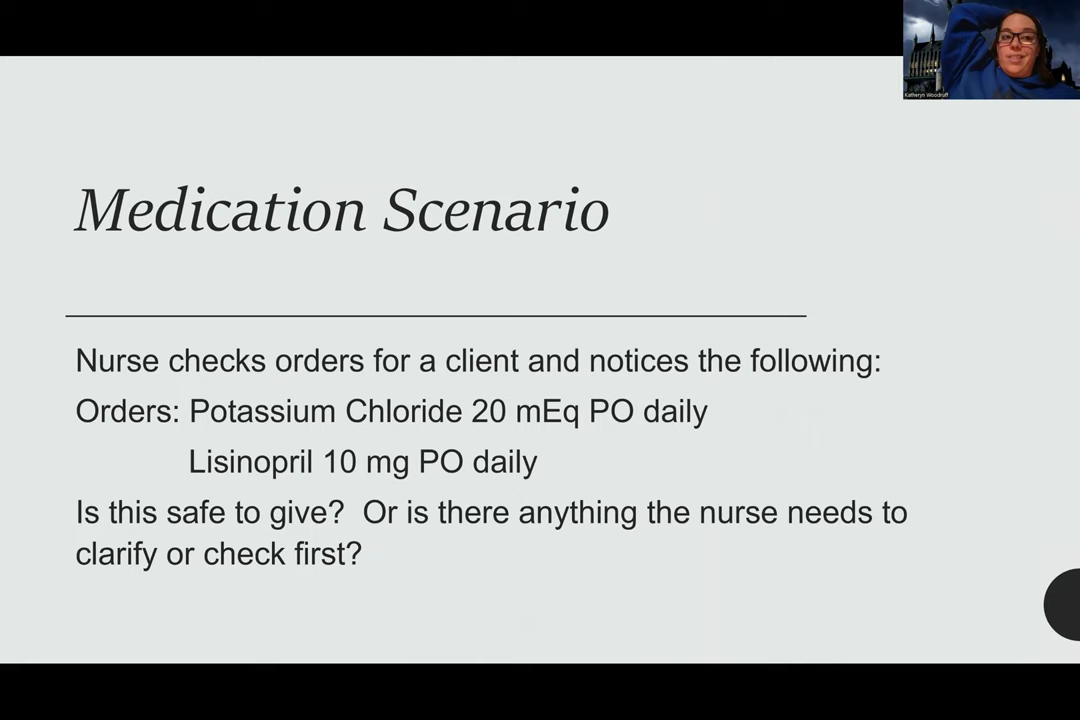 Katheryn Woodruff
Medication Scenario
Nurse checks orders for a client and notices the following:
Orders: Potassium Chloride 20 mEq PO daily
Lisinopril 10 mg PO daily
Is this safe to give?  Or is there anything the nurse needs to
clarify or check first?